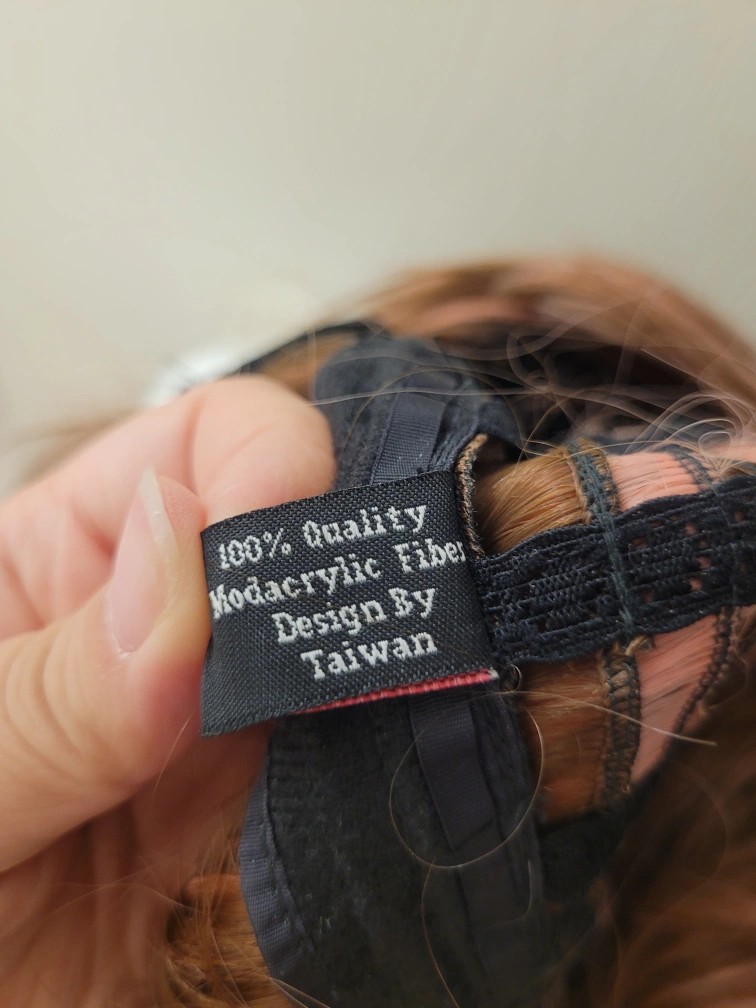 100% Quality
Modacrylic Fiber
Design By
Taiwan